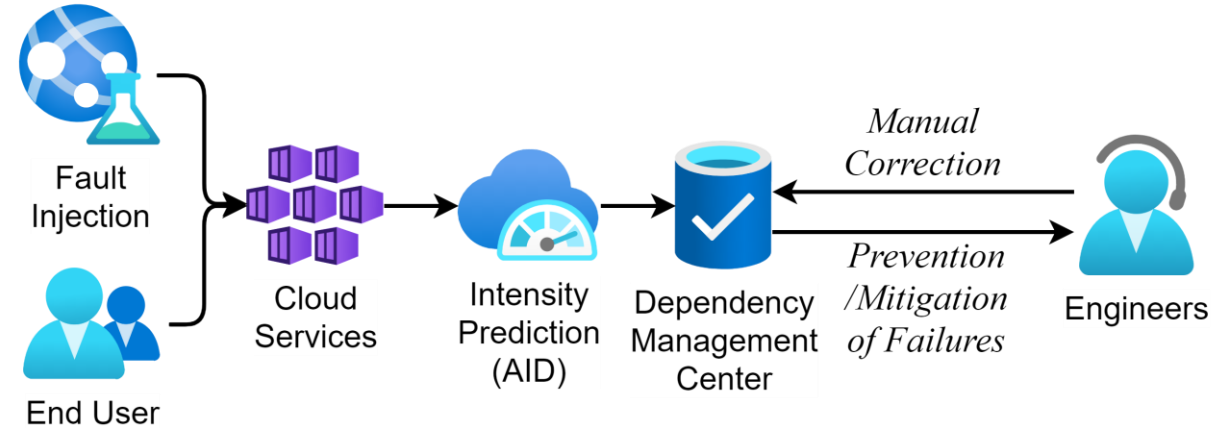 Fault
Injection
End User
Cloud
Services
Intensity
Prediction
(AID)
Dependency
Management
Center
Manual
Correction
Prevention
/Mitigation
of Failures
Engineers